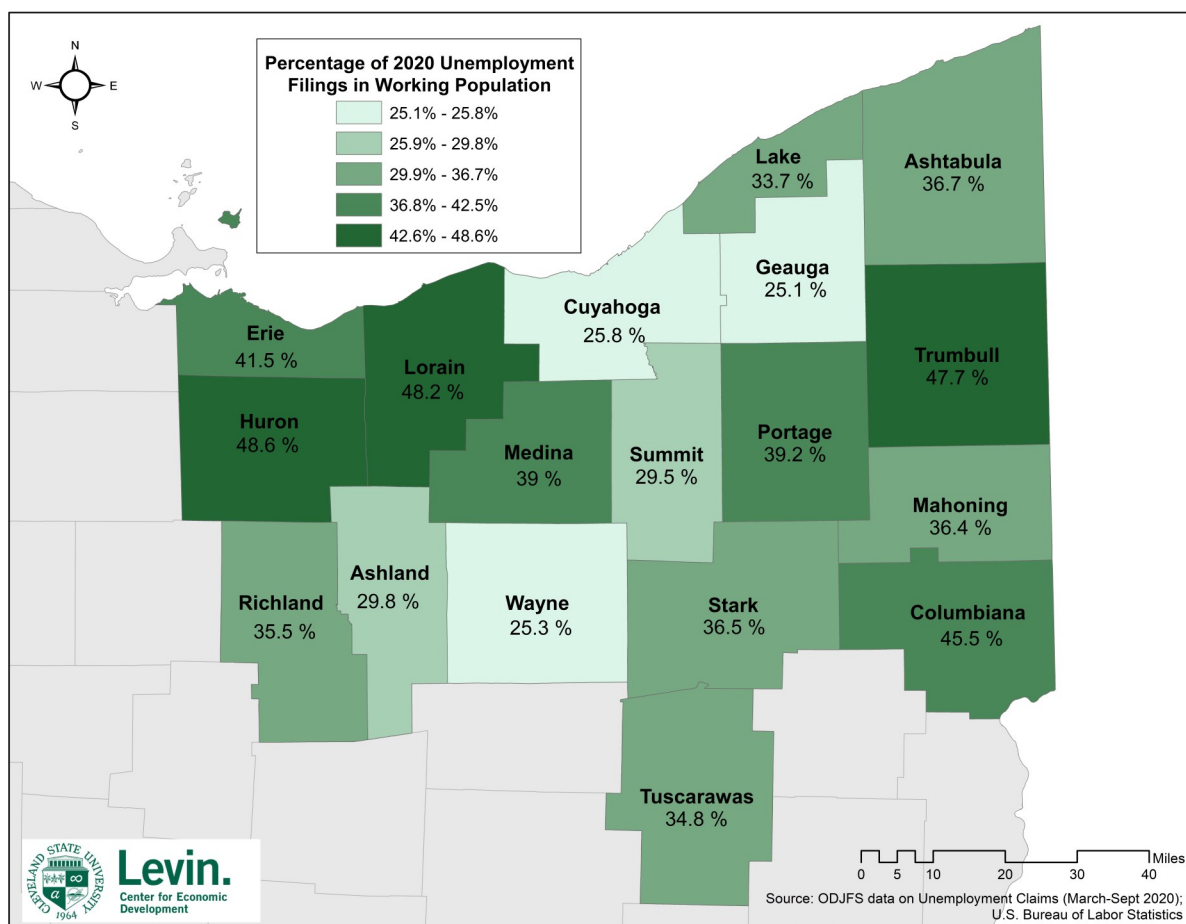 N
W E
S
Percentage of 2020 Unemployment
Filings in Working Population
25.1% - 25.8%
25.9% - 29.8%
29.9% - 36.7%
36.8% - 42.5%
42.6% - 48.6%
Lake
33.7 %
Ashtabula
36.7 %
Geauga
25.1 %
Cuyahoga
25.8 %
Erie
41.5 %
Lorain
48.2 %
Trumbull
47.7 %
Huron
48.6 %
Medina
39 %
Summit
29.5 %
Portage
39.2 %
Mahoning
36.4 %
Ashland
29.8 %
Richland
35.5 %
Wayne
25.3 %
Stark
36.5 %
Columbiana
45.5 %
Tuscarawas
34.8 %
CLEVELAND STATE UNIVERSITY
1964
Levin.
Center for Economic
Development
Miles
0 5 10 20 30 40
Source: ODJFS data on Unemployment Claims (March-Sept 2020);
U.S. Bureau of Labor Statistics